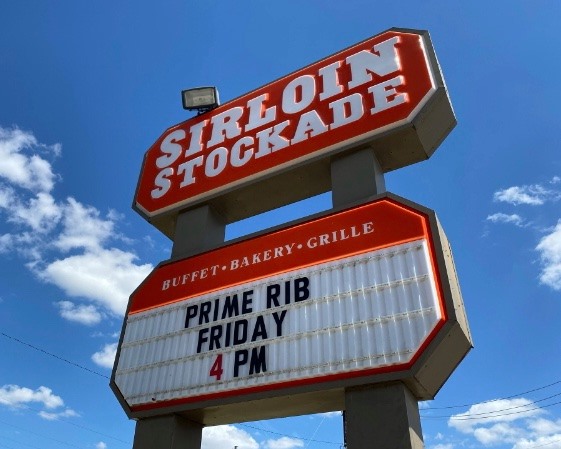 SIRLOIN
STOCKADE
BUFFET • BAKERY • GRILLE
PRIME RIB
FRIDAY
4 PM